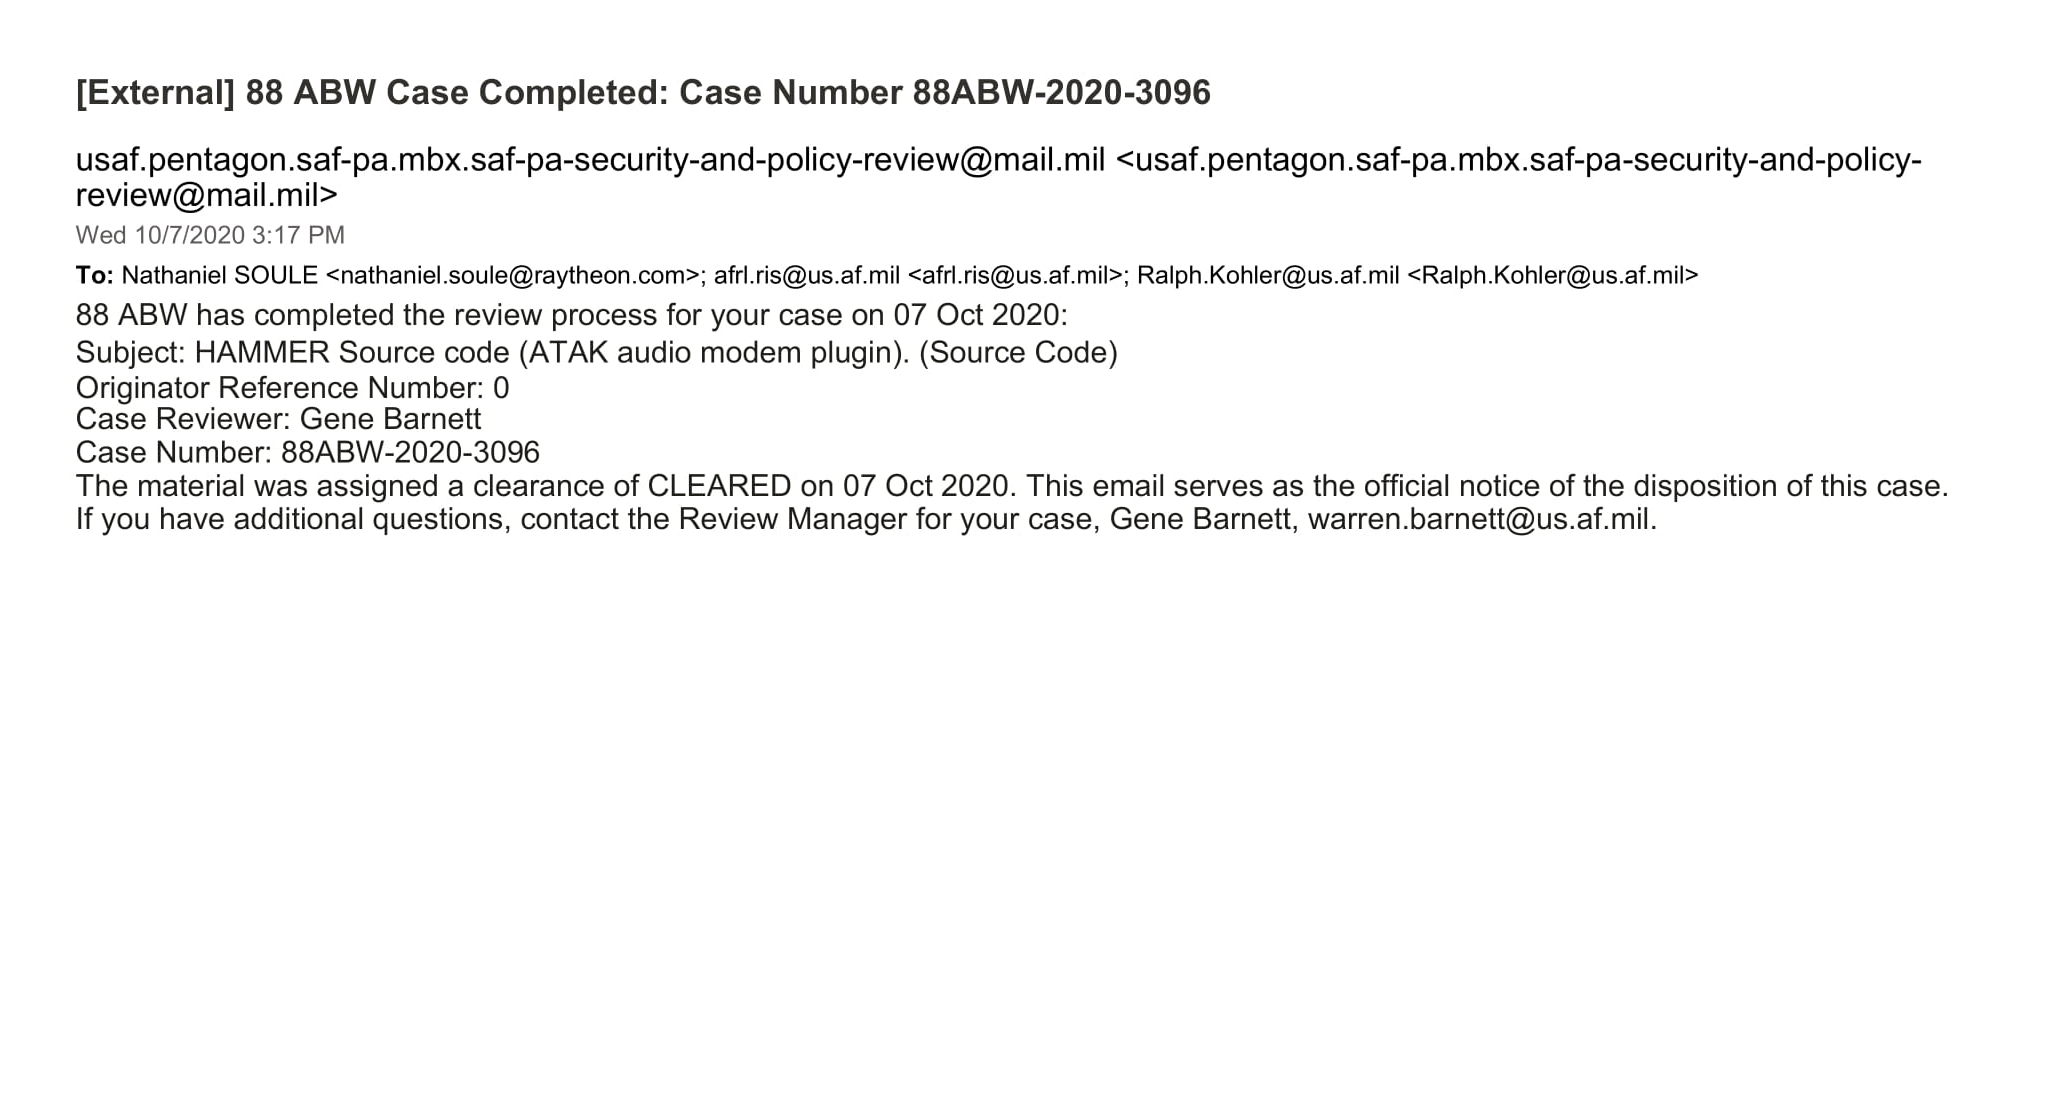 [External] 88 ABW Case Completed: Case Number 88ABW-2020-3096
usaf.pentagon.saf-pa.mbx.saf-pa-security-and-policy-review@mail.mil <usaf.pentagon.saf-pa.mbx.saf-pa-security-and-policy-
review@mail.mil>
Wed 10/7/2020 3:17 PM
To: Nathaniel SOULE <nathaniel.soule@raytheon.com>; afrl.ris@us.af.mil <afrl.ris@us.af.mil>; Ralph.Kohler@us.af.mil <Ralph.Kohler@us.af.mil>
88 ABW has completed the review process for your case on 07 Oct 2020:
Subject: HAMMER Source code (ATAK audio modem plugin). (Source Code)
Originator Reference Number: 0
Case Reviewer: Gene Barnett
Case Number: 88ABW-2020-3096
The material was assigned a clearance of CLEARED on 07 Oct 2020. This email serves as the official notice of the disposition of this case.
If you have additional questions, contact the Review Manager for your case, Gene Barnett, warren.barnett@us.af.mil.